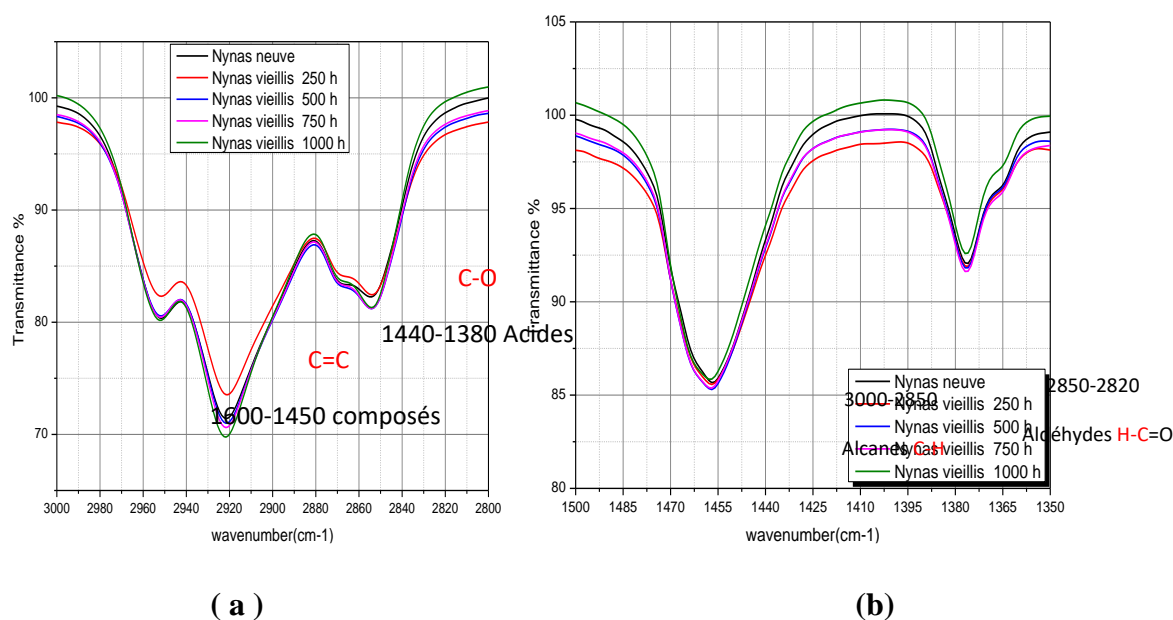 105
100
90
80
70
Transmittance %
Nynas neuve
Nynas vieillis 250 h
Nynas vieillis 500 h
Nynas vieillis 750 h
Nynas vieillis 1000 h
C-O
1440-1380 Acides
C=C
1600-1450 composés
3000 2980 2960 2940 2920 2900 2880 2860 2840 2820 2800
wavenumber(cm-1)
( a )
100
95
90
85
80
Transmittance %
Nynas neuve
Nynas vieillis 250 h
Nynas vieillis 500 h
Nynas vieillis 750 h
Nynas vieillis 1000 h
3000-2850
Alcanes C-H
2850-2820
Aldéhydes H-C=O
1500 1485 1470 1455 1440 1425 1410 1395 1380 1365 1350
wavenumber(cm-1)
(b)